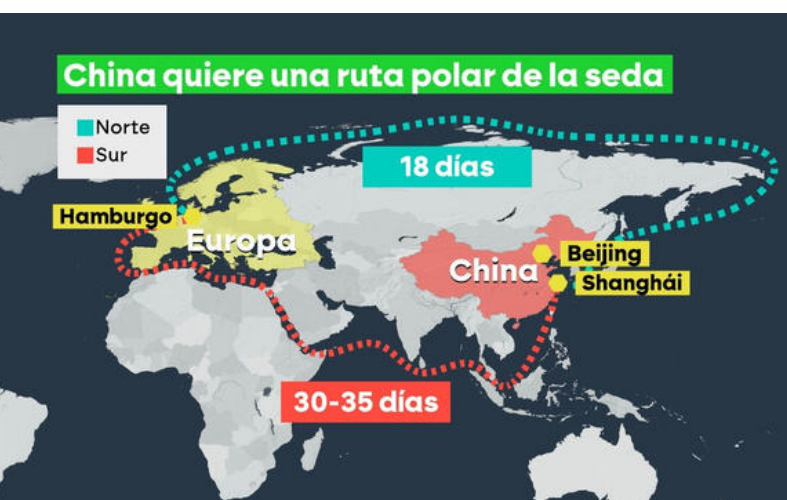 China quiere una ruta polar de la seda
Norte
Sur
18 días
Hamburgo
Europa
Beijing
China
Shanghái
30-35 días